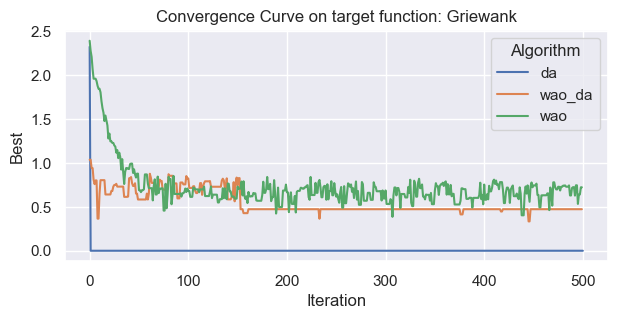 Convergence Curve on target function: Griewank
Best
2.5
2.0
1.5
1.0
0.5
0.0
Algorithm
da
wao_da
wao
0
100
200
300
400
500
Iteration